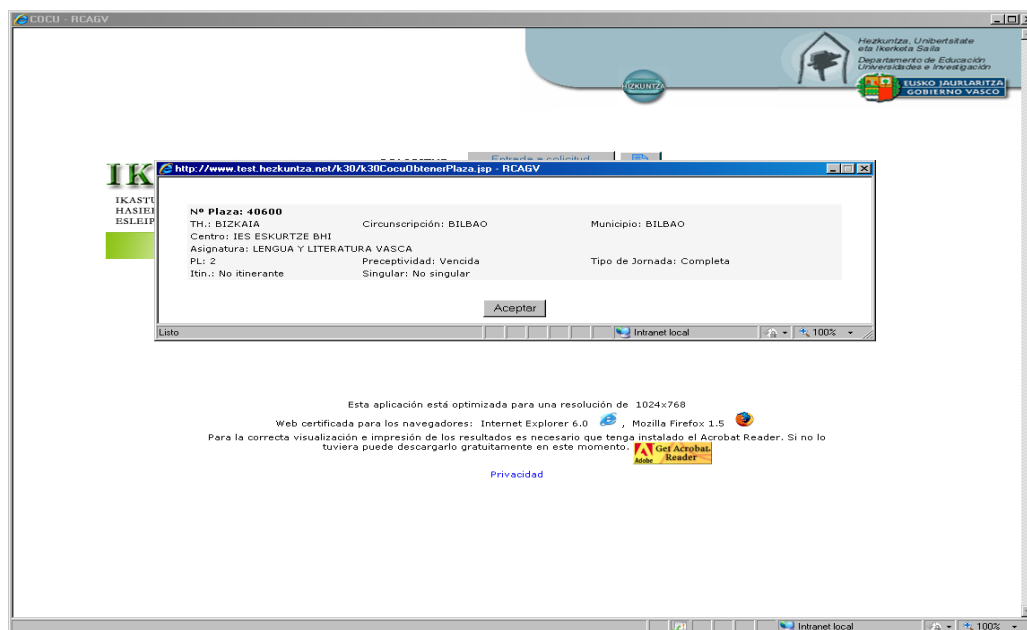 COCU - RCAGV
Hezkuntza, Unibertsitate
eta Ikerketa Saila
Departamento de Educación
Universidades e Investigación
EUSKO JAURLARITZA
GOBIERNO VASCO
HIZKUNTZA
Entrada a solicitud
IK
IKASTU
HASIER
ESLEIP
http://www.test.hezkuntza.net/k30/k30CocuObtenerPlaza.jsp - RCAGV
Nº Plaza: 40600
TH.: BIZKAIA Circunscripción: BILBAO Municipio: BILBAO
Centro: IES ESKURTZE BHI
Asignatura: LENGUA Y LITERATURA VASCA
PL: 2 Preceptividad: Vencida Tipo de Jornada: Completa
Itin.: No itinerante Singular: No singular
Aceptar
Listo Intranet local 100%
Esta aplicación está optimizada para una resolución de 1024x768
Web certificada para los navegadores: Internet Explorer 6.0 , Mozilla Firefox 1.5
Para la correcta visualización e impresión de los resultados es necesario que tenga instalado el Acrobat Reader. Si no lo
tuviera puede descargarlo gratuitamente en este momento. Get Acrobat Reader Adobe
Privacidad
Intranet local 100%